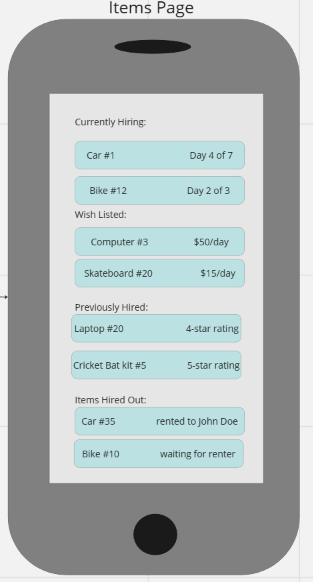 Items Page
Currently Hiring:
Car #1 Day 4 of 7
Bike #12 Day 2 of 3
Wish Listed:
Computer #3 $50/day
Skateboard #20 $15/day
Previously Hired:
Laptop #20 4-star rating
Cricket Bat kit #5 5-star rating
Items Hired Out:
Car #35 rented to John Doe
Bike #10 waiting for renter